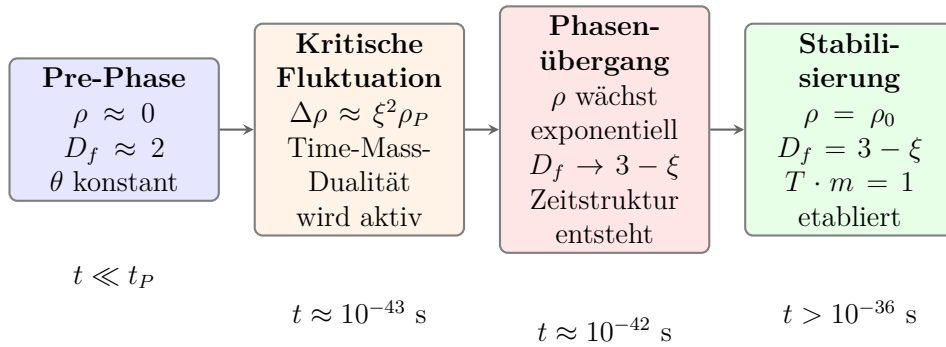 Pre-Phase
ρ ≈ 0
D_f ≈ 2
θ konstant
t ≪ t_P
Kritische
Fluktuation
Δρ ≈ ξ²ρ_P
Time-Mass-
Dualität
wird aktiv
t ≈ 10⁻⁴³ s
Phasen-
übergang
ρ wächst
exponentiell
D_f → 3 − ξ
Zeitstruktur
entsteht
t ≈ 10⁻⁴² s
Stabili-
sierung
ρ = ρ₀
D_f = 3 − ξ
T · m = 1
etabliert
t > 10⁻³⁶ s